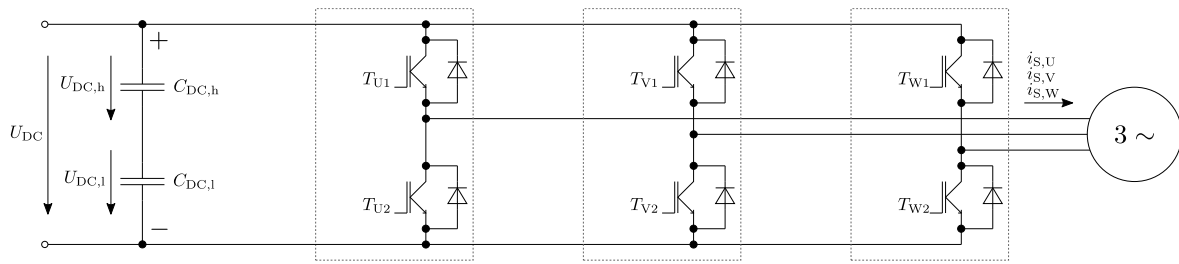 +
U_DC,h
C_DC,h
U_DC
U_DC,l
C_DC,l
−
T_U1
T_U2
T_V1
T_V2
T_W1
T_W2
i_S,U
i_S,V
i_S,W
3 ~